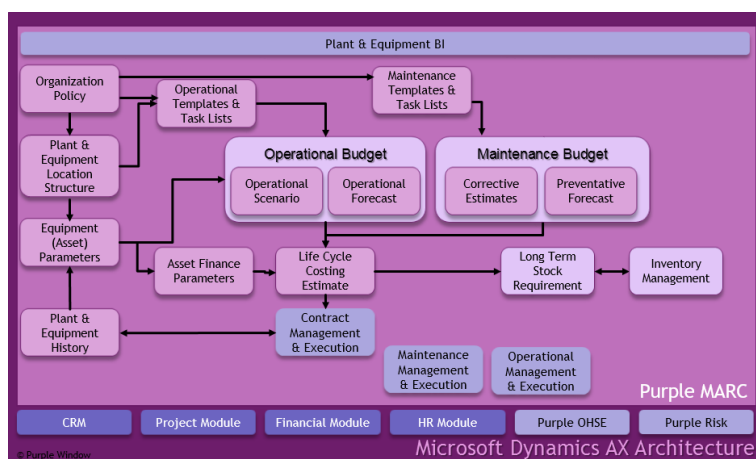 Plant & Equipment BI
Organization
Policy
Operational
Templates &
Task Lists
Maintenance
Templates &
Task Lists
Plant &
Equipment
Location
Structure
Operational Budget
Operational
Scenario
Operational
Forecast
Maintenance Budget
Corrective
Estimates
Preventative
Forecast
Equipment
(Asset)
Parameters
Asset Finance
Parameters
Life Cycle
Costing
Estimate
Long Term
Stock
Requirement
Inventory
Management
Plant &
Equipment
History
Contract
Management
& Execution
Maintenance
Management
& Execution
Operational
Management
& Execution
Purple MARC
CRM
Project Module
Financial Module
HR Module
Purple OHSE
Purple Risk
© Purple Window
Microsoft Dynamics AX Architecture